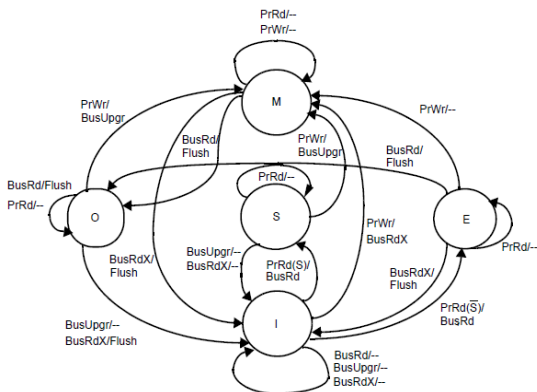 PrRd/--
PrWr/--
M
PrWr/
BusUpgr
PrWr/--
BusRd/
Flush
PrWr/
BusUpgr
BusRd/
Flush
BusRd/Flush
PrRd/--
O
PrRd/--
S
E
PrRd/--
PrWr/
BusRdX
BusUpgr/--
BusRdX/--
PrRd(S)/
BusRd
BusRdX/
Flush
BusRdX/
Flush
PrRd(S̅)/
BusRd
I
BusUpgr/--
BusRdX/Flush
BusRd/--
BusUpgr/--
BusRdX/--